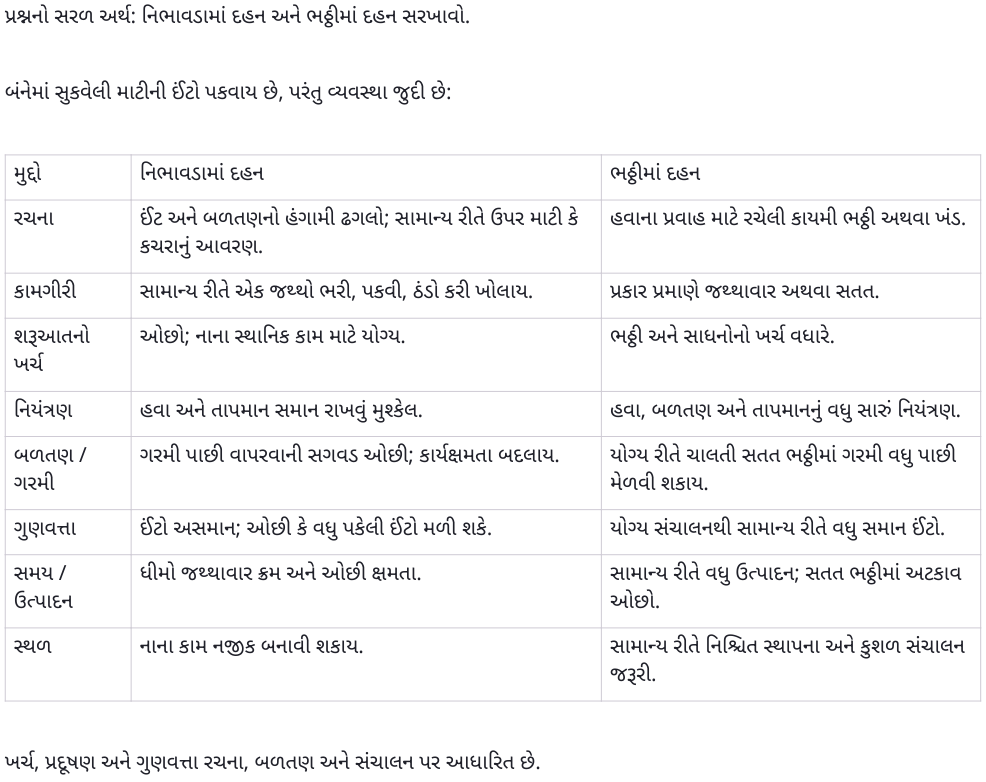 પ્રશ્નનો સરળ અર્થ: નિભાવડામાં દહન અને ભઠ્ઠીમાં દહન સરખાવો.
બંનેમાં સુકવેલી માટીની ઈંટો પકવાય છે, પરંતુ વ્યવસ્થા જુદી છે:
મુદ્દો નિભાવડામાં દહન ભઠ્ઠીમાં દહન
રચના ઈંટ અને બળતણનો હંગામી ઢગલો; સામાન્ય રીતે ઉપર માટી કે હવાના પ્રવાહ માટે રચેલી કાયમી ભઠ્ઠી અથવા ખંડ.
કચરાનું આવરણ.
કામગીરી સામાન્ય રીતે એક જથ્થો ભરી, પકવી, ઠંડો કરી ખોલાય. પ્રકાર પ્રમાણે જથ્થાવાર અથવા સતત.
શરૂઆતનો ઓછો; નાના સ્થાનિક કામ માટે યોગ્ય. ભઠ્ઠી અને સાધનોનો ખર્ચ વધારે.
ખર્ચ
નિયંત્રણ હવા અને તાપમાન સમાન રાખવું મુશ્કેલ. હવા, બળતણ અને તાપમાનનું વધુ સારું નિયંત્રણ.
બળતણ / ગરમી પાછી વાપરવાની સગવડ ઓછી; કાર્યક્ષમતા બદલાય. યોગ્ય રીતે ચાલતી સતત ભઠ્ઠીમાં ગરમી વધુ પાછી
ગરમી મેળવી શકાય.
ગુણવત્તા ઈંટો અસમાન; ઓછી કે વધુ પકેલી ઈંટો મળી શકે. યોગ્ય સંચાલનથી સામાન્ય રીતે વધુ સમાન ઈંટો.
સમય / ધીમો જથ્થાવાર ક્રમ અને ઓછી ક્ષમતા. સામાન્ય રીતે વધુ ઉત્પાદન; સતત ભઠ્ઠીમાં અટકાવ
ઉત્પાદન ઓછો.
સ્થળ નાના કામ નજીક બનાવી શકાય. સામાન્ય રીતે નિશ્ચિત સ્થાપના અને કુશળ સંચાલન
જરૂરી.
ખર્ચ, પ્રદૂષણ અને ગુણવત્તા રચના, બળતણ અને સંચાલન પર આધારિત છે.